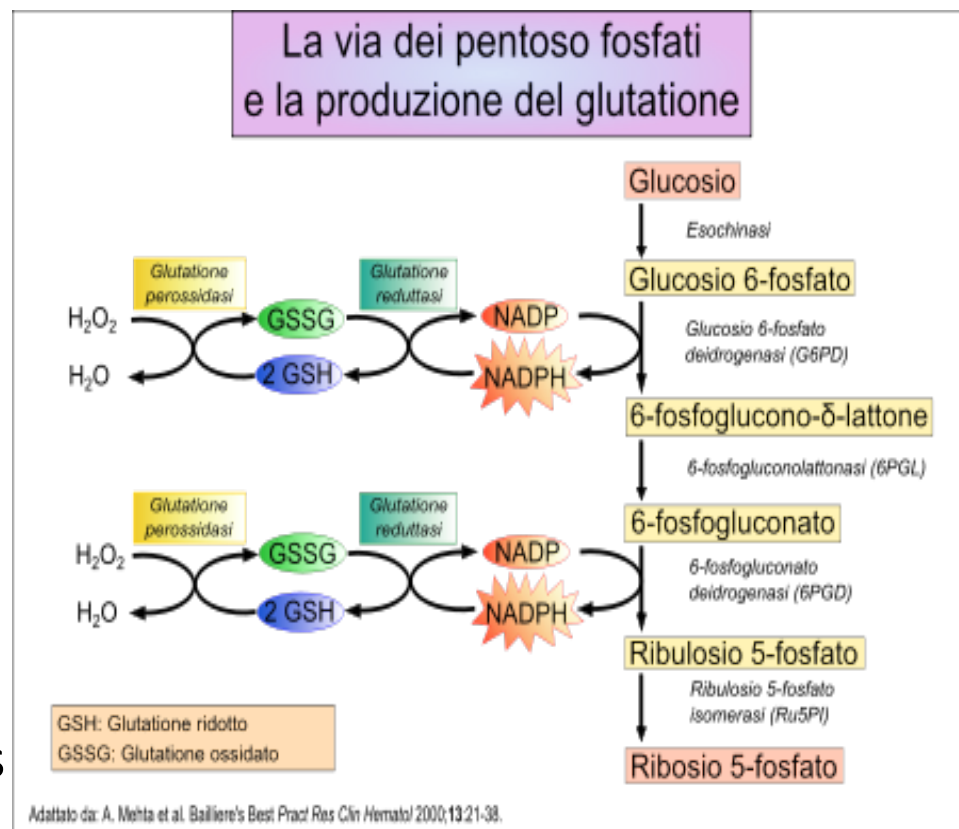 La via dei pentoso fosfati
e la produzione del glutatione
Glucosio
Esochinasi
Glucosio 6-fosfato
Glutatione
perossidasi
Glutatione
reduttasi
H₂O₂
GSSG
NADP
Glucosio 6-fosfato
deidrogenasi (G6PD)
H₂O
2 GSH
NADPH
6-fosfoglucono-δ-lattone
6-fosfogluconolattonasi (6PGL)
Glutatione
perossidasi
Glutatione
reduttasi
6-fosfogluconato
H₂O₂
GSSG
NADP
6-fosfogluconato
deidrogenasi (6PGD)
H₂O
2 GSH
NADPH
Ribulosio 5-fosfato
Ribulosio 5-fosfato
isomerasi (Ru5PI)
GSH: Glutatione ridotto
GSSG: Glutatione ossidato
s
Ribosio 5-fosfato
Adattato da: A. Mehta et al. Bailliere's Best Pract Res Clin Hematol 2000;13:21-38.